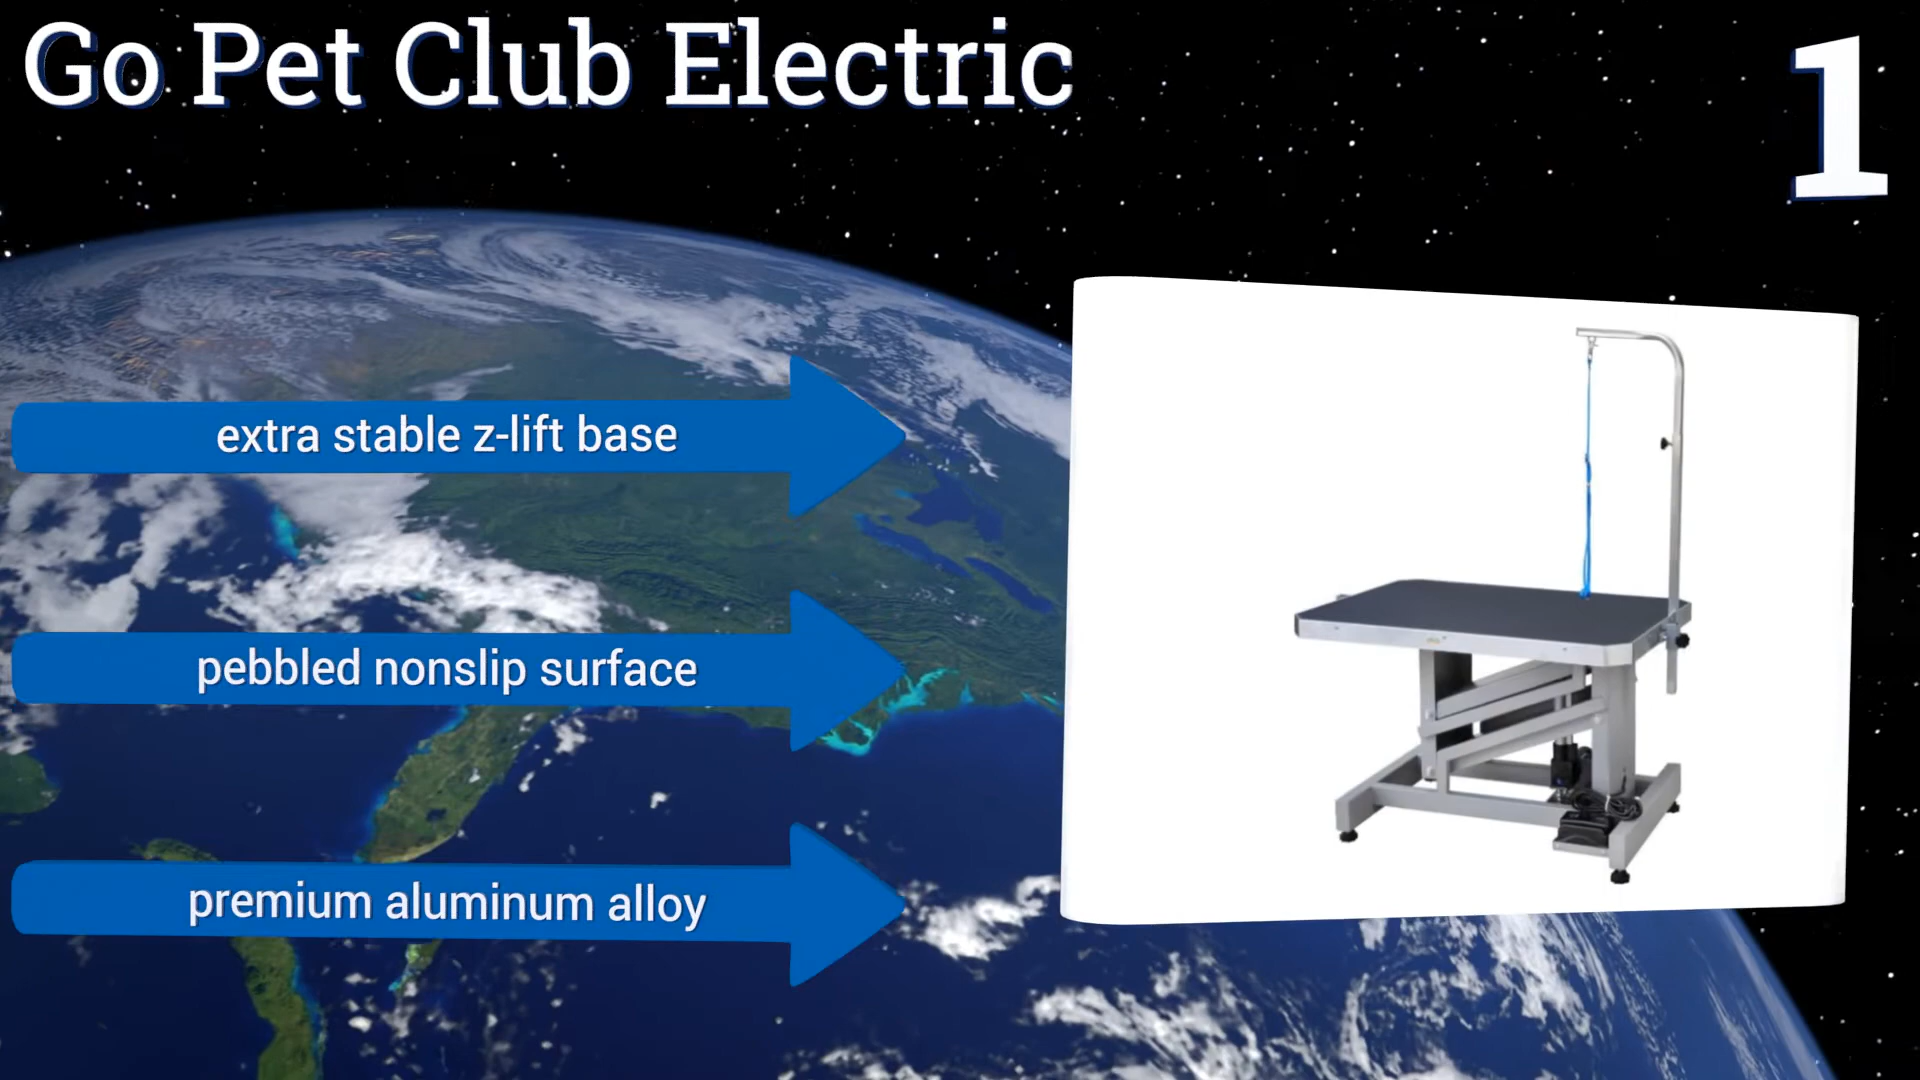 Go Pet Club Electric
1
extra stable z-lift base
pebbled nonslip surface
premium aluminum alloy